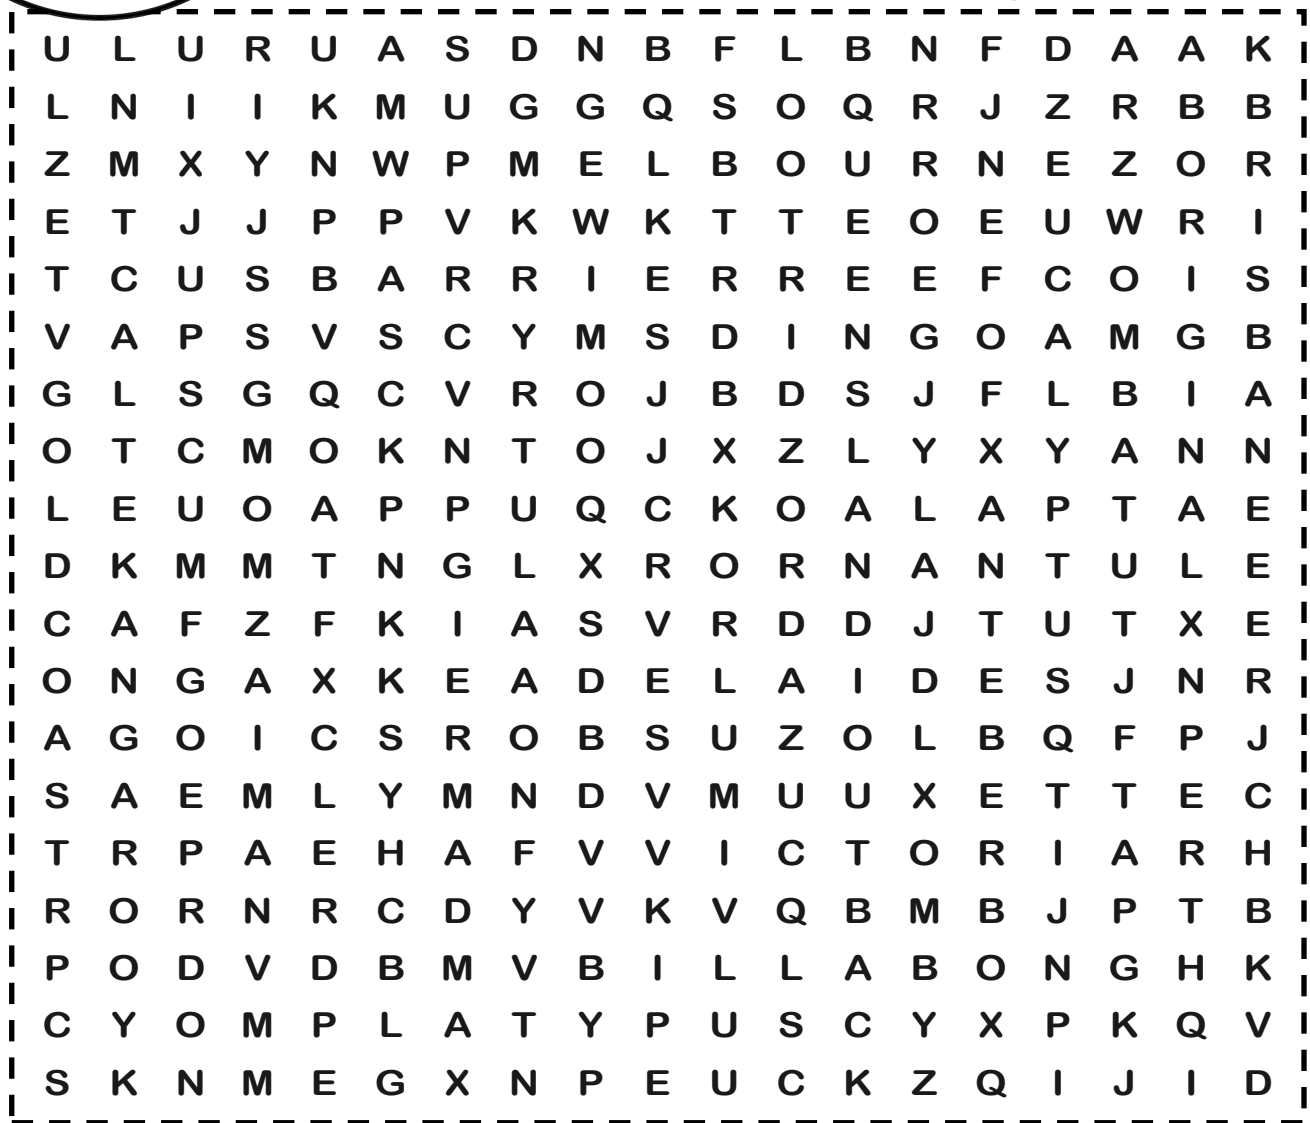 U L U R U A S D N B F L B N F D A A K
L N I I K M U G G Q S O Q R J Z R B B
Z M X Y N W P M E L B O U R N E Z O R
E T J J P P V K W K T T E O E U W R I
T C U S B A R R I E R R E E F C O I S
V A P S V S C Y M S D I N G O A M G B
G L S G Q C V R O J B D S J F L B I A
O T C M O K N T O J X Z L Y X Y A N N
L E U O A P P U Q C K O A L A P T A E
D K M M T N G L X R O R N A N T U L E
C A F Z F K I A S V R D D J T U T X E
O N G A X K E A D E L A I D E S J N R
A G O I C S R O B S U Z O L B Q F P J
S A E M L Y M N D V M U U X E T T E C
T R P A E H A F V V I C T O R I A R H
R O R N R C D Y V K V Q B M B J P T B
P O D V D B M V B I L L A B O N G H K
C Y O M P L A T Y P U S C Y X P K Q V
S K N M E G X N P E U C K Z Q I J I D